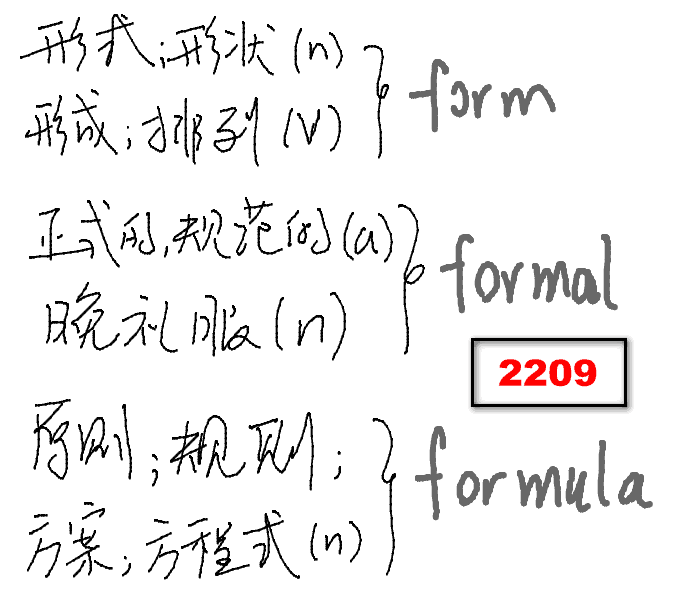 形式;形状(n)
形成;排列(V)
form
正式的,规范的(a)
晚礼服(n)
formal
2209
原则;规则;
方案;方程式(n)
formula